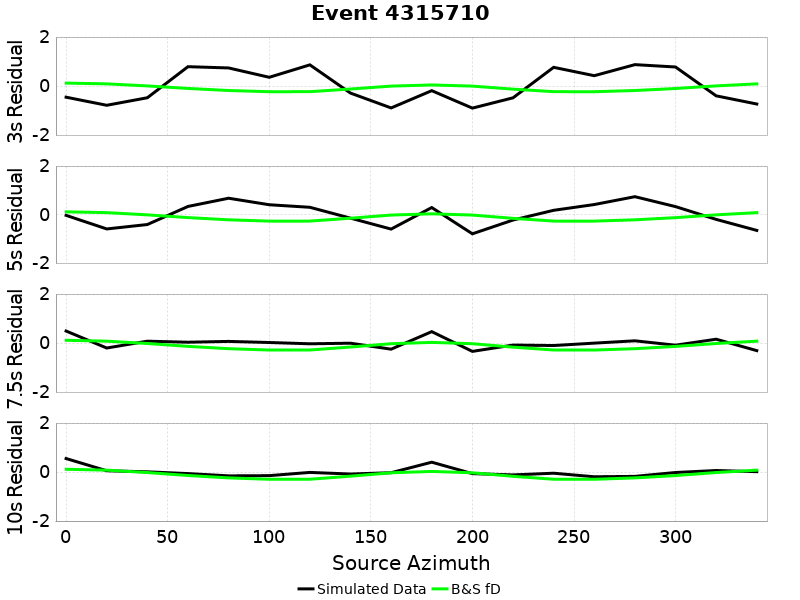 Event 4315710
3s Residual
2
0
-2
5s Residual
2
0
-2
7.5s Residual
2
0
-2
10s Residual
2
0
-2
0 50 100 150 200 250 300
Source Azimuth
Simulated Data B&S fD